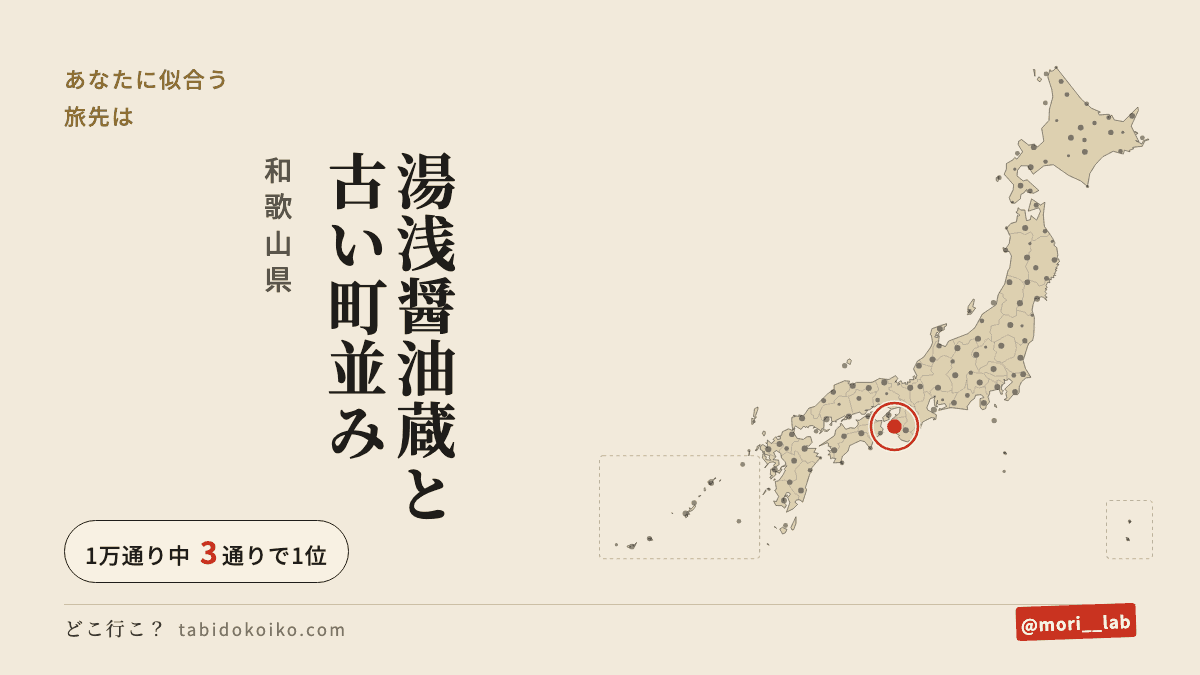 あなたに似合う
旅先は
湯浅醤油蔵と
古い町並み
和歌山県
1万通り中 3通りで1位
どこ行こ？ tabidokoiko.com
@mori__lab